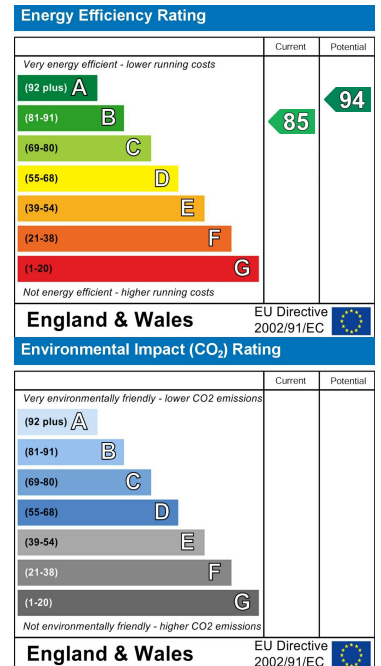 Energy Efficiency Rating
Current Potential
Very energy efficient - lower running costs
(92 plus) A
94
(81-91) B
85
(69-80) C
(55-68) D
(39-54) E
(21-38) F
(1-20) G
Not energy efficient - higher running costs
England & Wales
EU Directive
2002/91/EC
Environmental Impact (CO₂) Rating
Current Potential
Very environmentally friendly - lower CO2 emissions
(92 plus) A
(81-91) B
(69-80) C
(55-68) D
(39-54) E
(21-38) F
(1-20) G
Not environmentally friendly - higher CO2 emissions
England & Wales
EU Directive
2002/91/EC